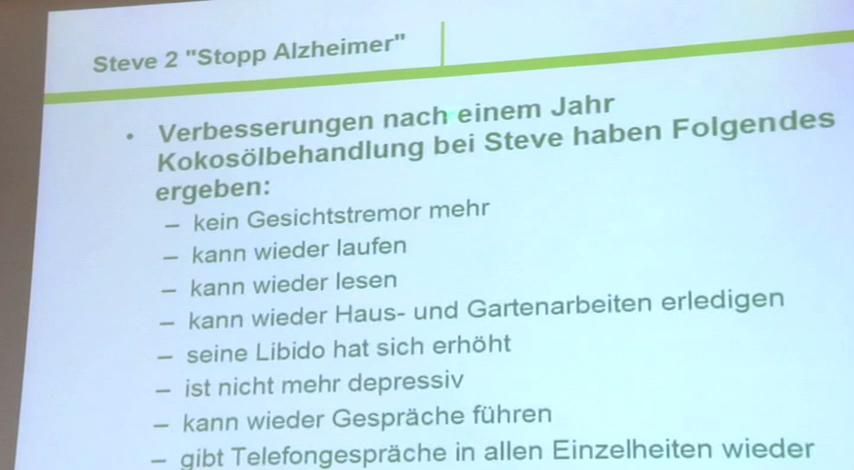 Steve 2 "Stopp Alzheimer"
• Verbesserungen nach einem Jahr
Kokosölbehandlung bei Steve haben Folgendes
ergeben:
– kein Gesichtstremor mehr
– kann wieder laufen
– kann wieder lesen
– kann wieder Haus- und Gartenarbeiten erledigen
– seine Libido hat sich erhöht
– ist nicht mehr depressiv
– kann wieder Gespräche führen
– gibt Telefongespräche in allen Einzelheiten wieder